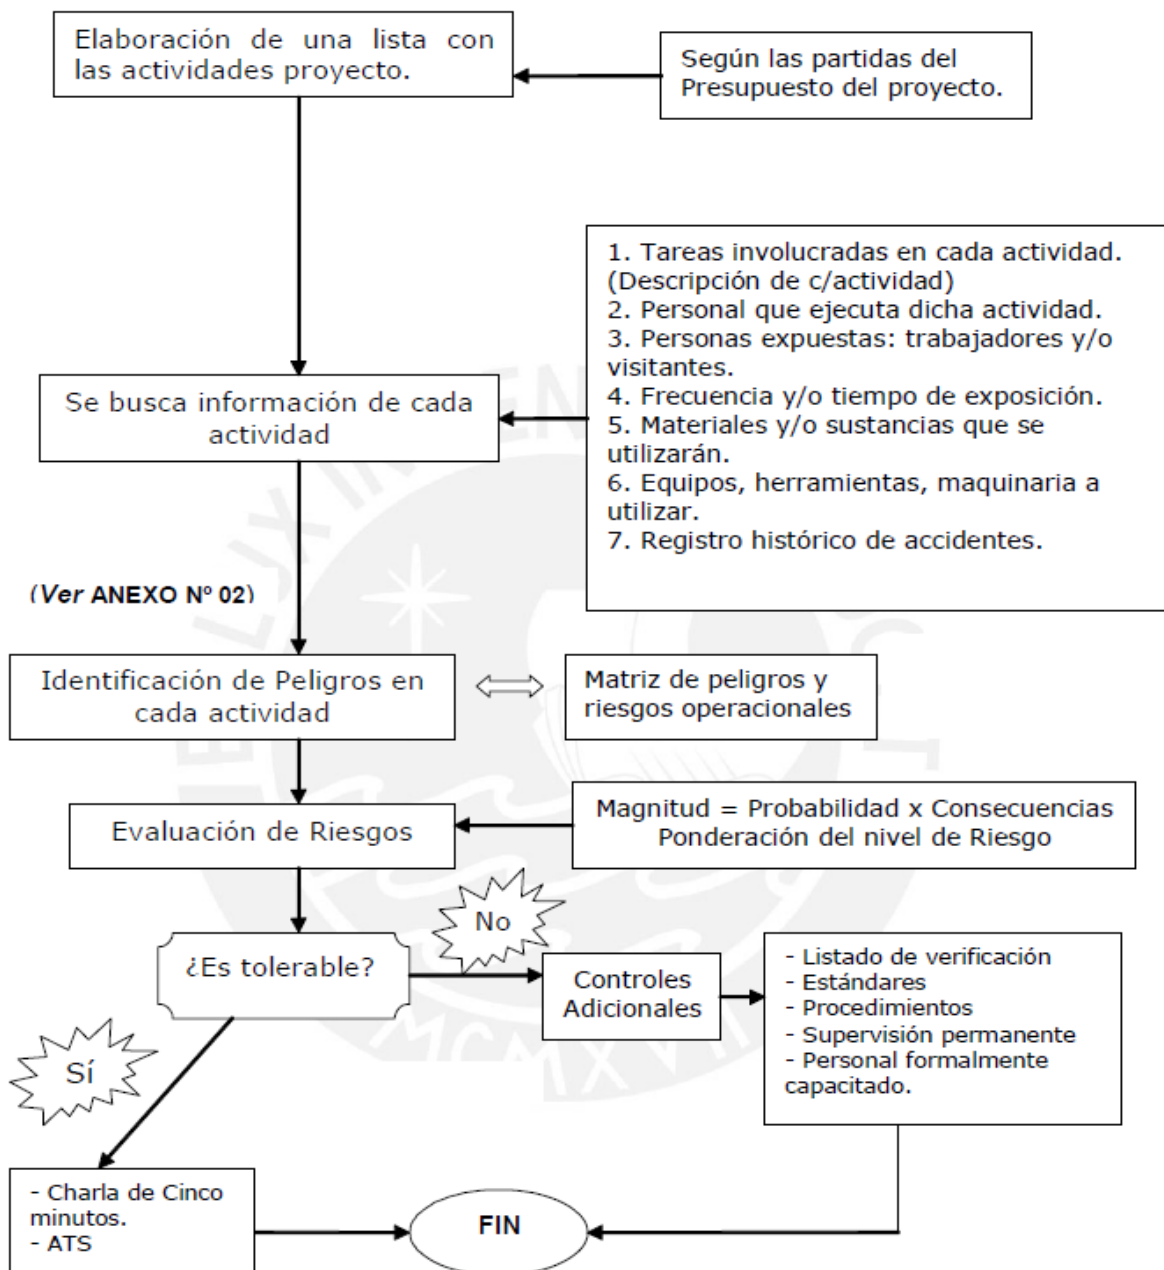 Elaboración de una lista con
las actividades proyecto.
Según las partidas del
Presupuesto del proyecto.
1. Tareas involucradas en cada actividad.
(Descripción de c/actividad)
2. Personal que ejecuta dicha actividad.
3. Personas expuestas: trabajadores y/o
visitantes.
4. Frecuencia y/o tiempo de exposición.
5. Materiales y/o sustancias que se
utilizarán.
6. Equipos, herramientas, maquinaria a
utilizar.
7. Registro histórico de accidentes.
Se busca información de cada
actividad
(Ver ANEXO Nº 02)
Identificación de Peligros en
cada actividad
Matriz de peligros y
riesgos operacionales
Evaluación de Riesgos
Magnitud = Probabilidad x Consecuencias
Ponderación del nivel de Riesgo
¿Es tolerable?
No
Controles
Adicionales
- Listado de verificación
- Estándares
- Procedimientos
- Supervisión permanente
- Personal formalmente
capacitado.
Sí
- Charla de Cinco
minutos.
- ATS
FIN
MCMXVII